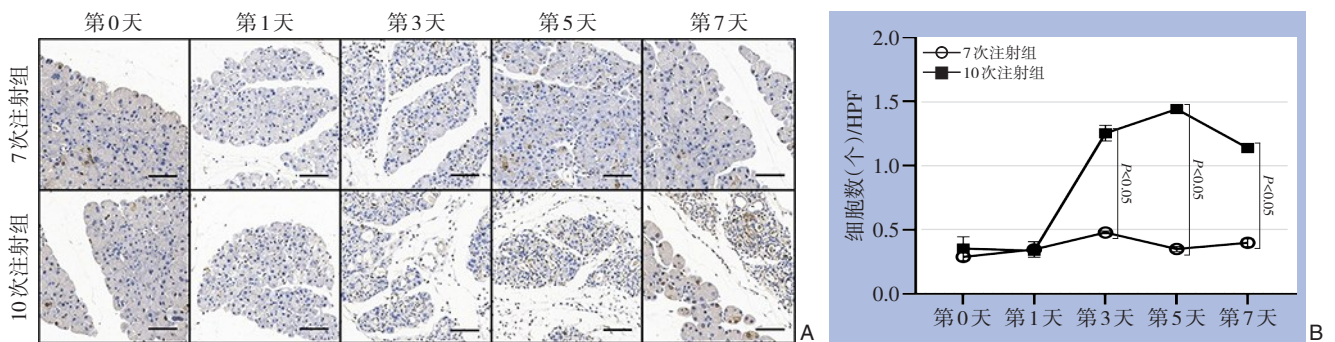 第0天 第1天 第3天 第5天 第7天
7次注射组
10次注射组
A
细胞数(个)/HPF
2.0
1.5
1.0
0.5
0.0
7次注射组
10次注射组
P<0.05
P<0.05
P<0.05
第0天 第1天 第3天 第5天 第7天
B